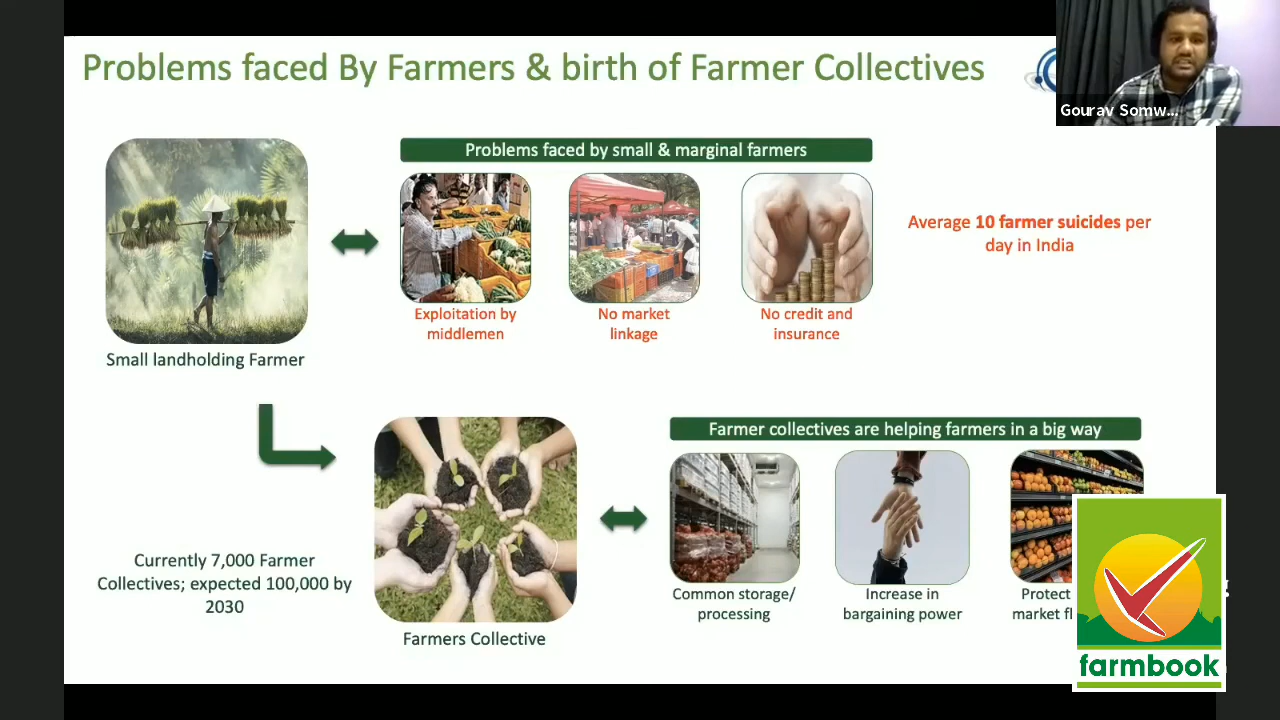 Problems faced By Farmers & birth of Farmer Collectives
Gourav Somw...
Problems faced by small & marginal farmers
Average 10 farmer suicides per
day in India
Exploitation by
middlemen
No market
linkage
No credit and
insurance
Small landholding Farmer
Farmer collectives are helping farmers in a big way
Currently 7,000 Farmer
Collectives; expected 100,000 by
2030
Common storage/
processing
Increase in
bargaining power
Protect
market
Farmers Collective
farmbook